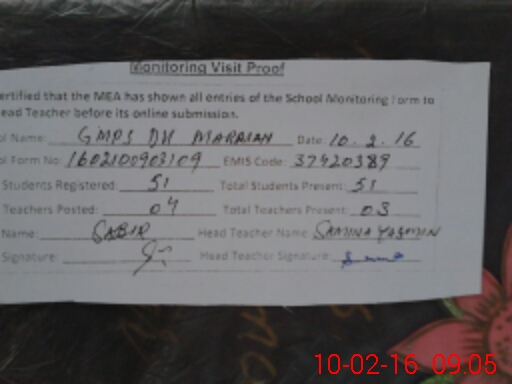 Monitoring Visit Proof
ertified that the MEA has shown all entries of the School Monitoring Form to
ead Teacher before its online submission.
ol Name: GMPS DH MARRIAM Date 10.2.16
ol Form No: 1602100903109 EMIS Code: 37420389
Students Registered: 51 Total Students Present: 51
Teachers Posted: 04 Total Teachers Present: 03
Name: SABIR Head Teacher Name SAMINA YASMIN
Signature: Head Teacher Signature:
10-02-16 09:05